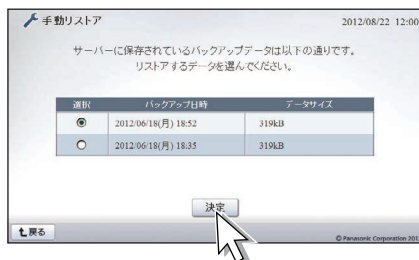 手動リストア
2012/08/22 12:00
サーバーに保存されているバックアップデータは以下の通りです。
リストアするデータを選んでください。
選択 バックアップ日時 データサイズ
2012/06/18(月) 18:52 319kB
2012/06/18(月) 18:35 319kB
決定
戻る
© Panasonic Corporation 201